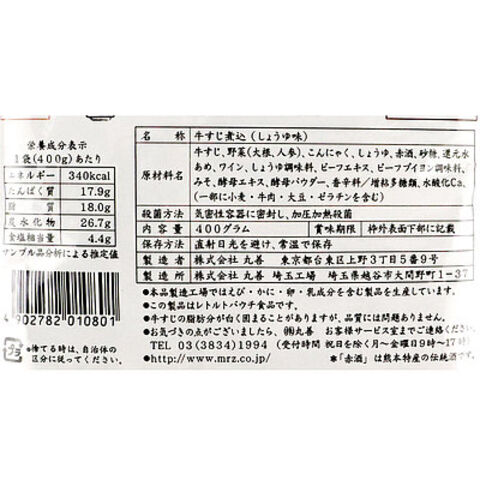 栄養成分表示
1袋(400g)あたり
エネルギー 340kcal
たんぱく質 17.9g
脂質 18.0g
炭水化物 26.7g
食塩相当量 4.4g
サンプル品分析による推定値
4902782010801
プラ
●捨てる時は、自治体の
区分に従ってください。
名称 牛すじ煮込(しょうゆ味)
原材料名 牛すじ、野菜(大根、人参)、こんにゃく、しょうゆ、赤酒、砂糖、還元水
あめ、ワイン、しょうが、でん粉、ビーフエキス、ビーフブイヨン調味料、
みそ、酵母エキス、酵母パウダー、香辛料/増粘多糖類、水酸化Ca、
(一部に小麦・牛肉・大豆・ゼラチンを含む)
殺菌方法 気密性容器に密封し、加圧加熱殺菌
内容量 400グラム 賞味期限 枠外表面下部に記載
保存方法 直射日光を避け、常温で保存
製造者 株式会社 丸善 東京都台東区上野3丁目5番9号
製造所 株式会社 丸善 埼玉工場 埼玉県越谷市大間野町1-37
●本品製造工場ではえび・かに・卵・乳成分を含む製品を生産しています。
●この製品はレトルトパウチ食品です。
●牛すじの脂肪分が白く固まることがありますが、品質には問題ありません。
●お気づきの点がございましたら、㈱丸善 お客様サービス室までご連絡ください。
☎ 03(3834)1994 (受付時間 祝日を除く月~金曜日9時~17時)
http://www.mrz.co.jp/ ●「赤酒」は熊本特産の伝統酒です。